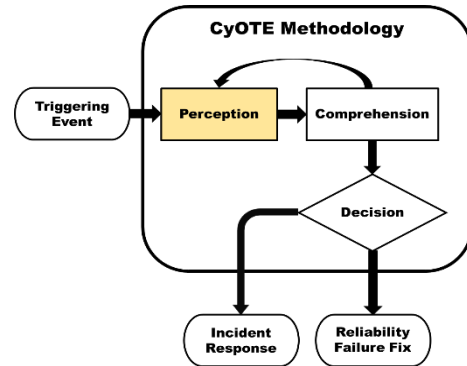 CyOTE Methodology
Triggering
Event
Perception
Comprehension
Decision
Incident
Response
Reliability
Failure Fix